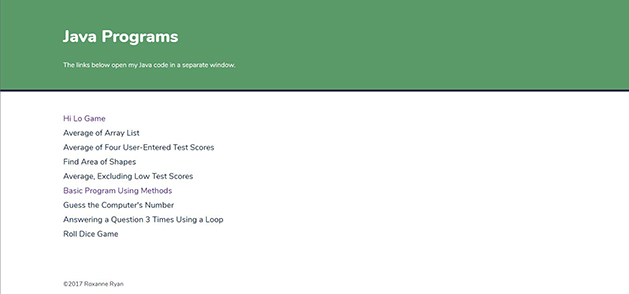 Java Programs
The links below open my Java code in a separate window.
Hi Lo Game
Average of Array List
Average of Four User-Entered Test Scores
Find Area of Shapes
Average, Excluding Low Test Scores
Basic Program Using Methods
Guess the Computer's Number
Answering a Question 3 Times Using a Loop
Roll Dice Game
©2017 Roxanne Ryan